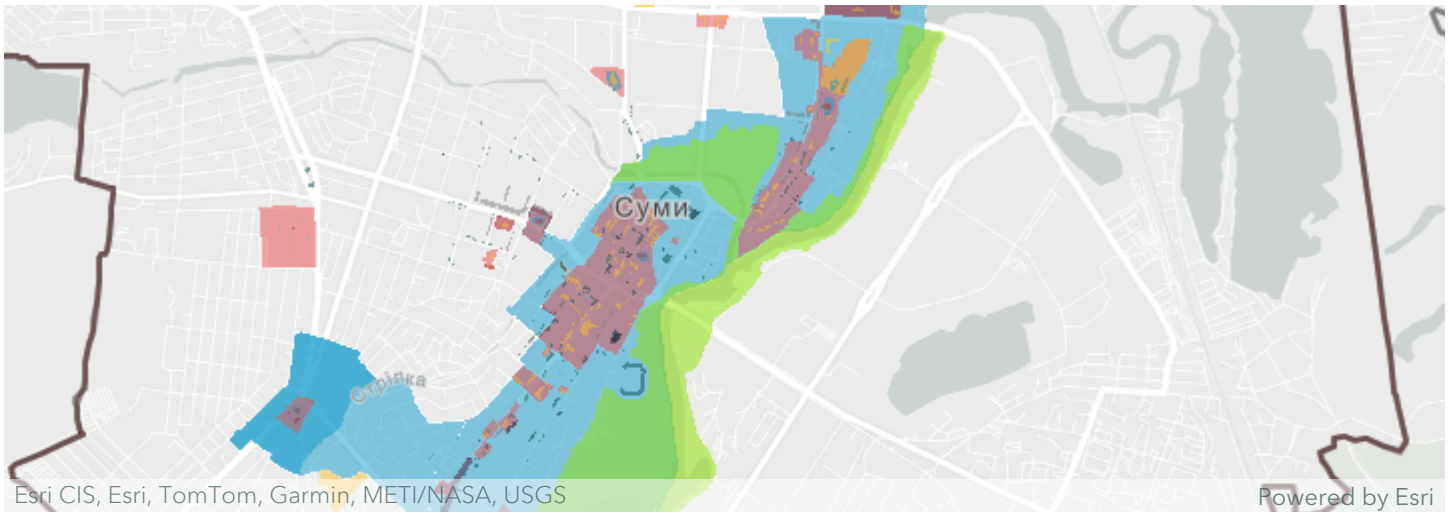 Суми
Стрілка
Esri CIS, Esri, TomTom, Garmin, METI/NASA, USGS
Powered by Esri